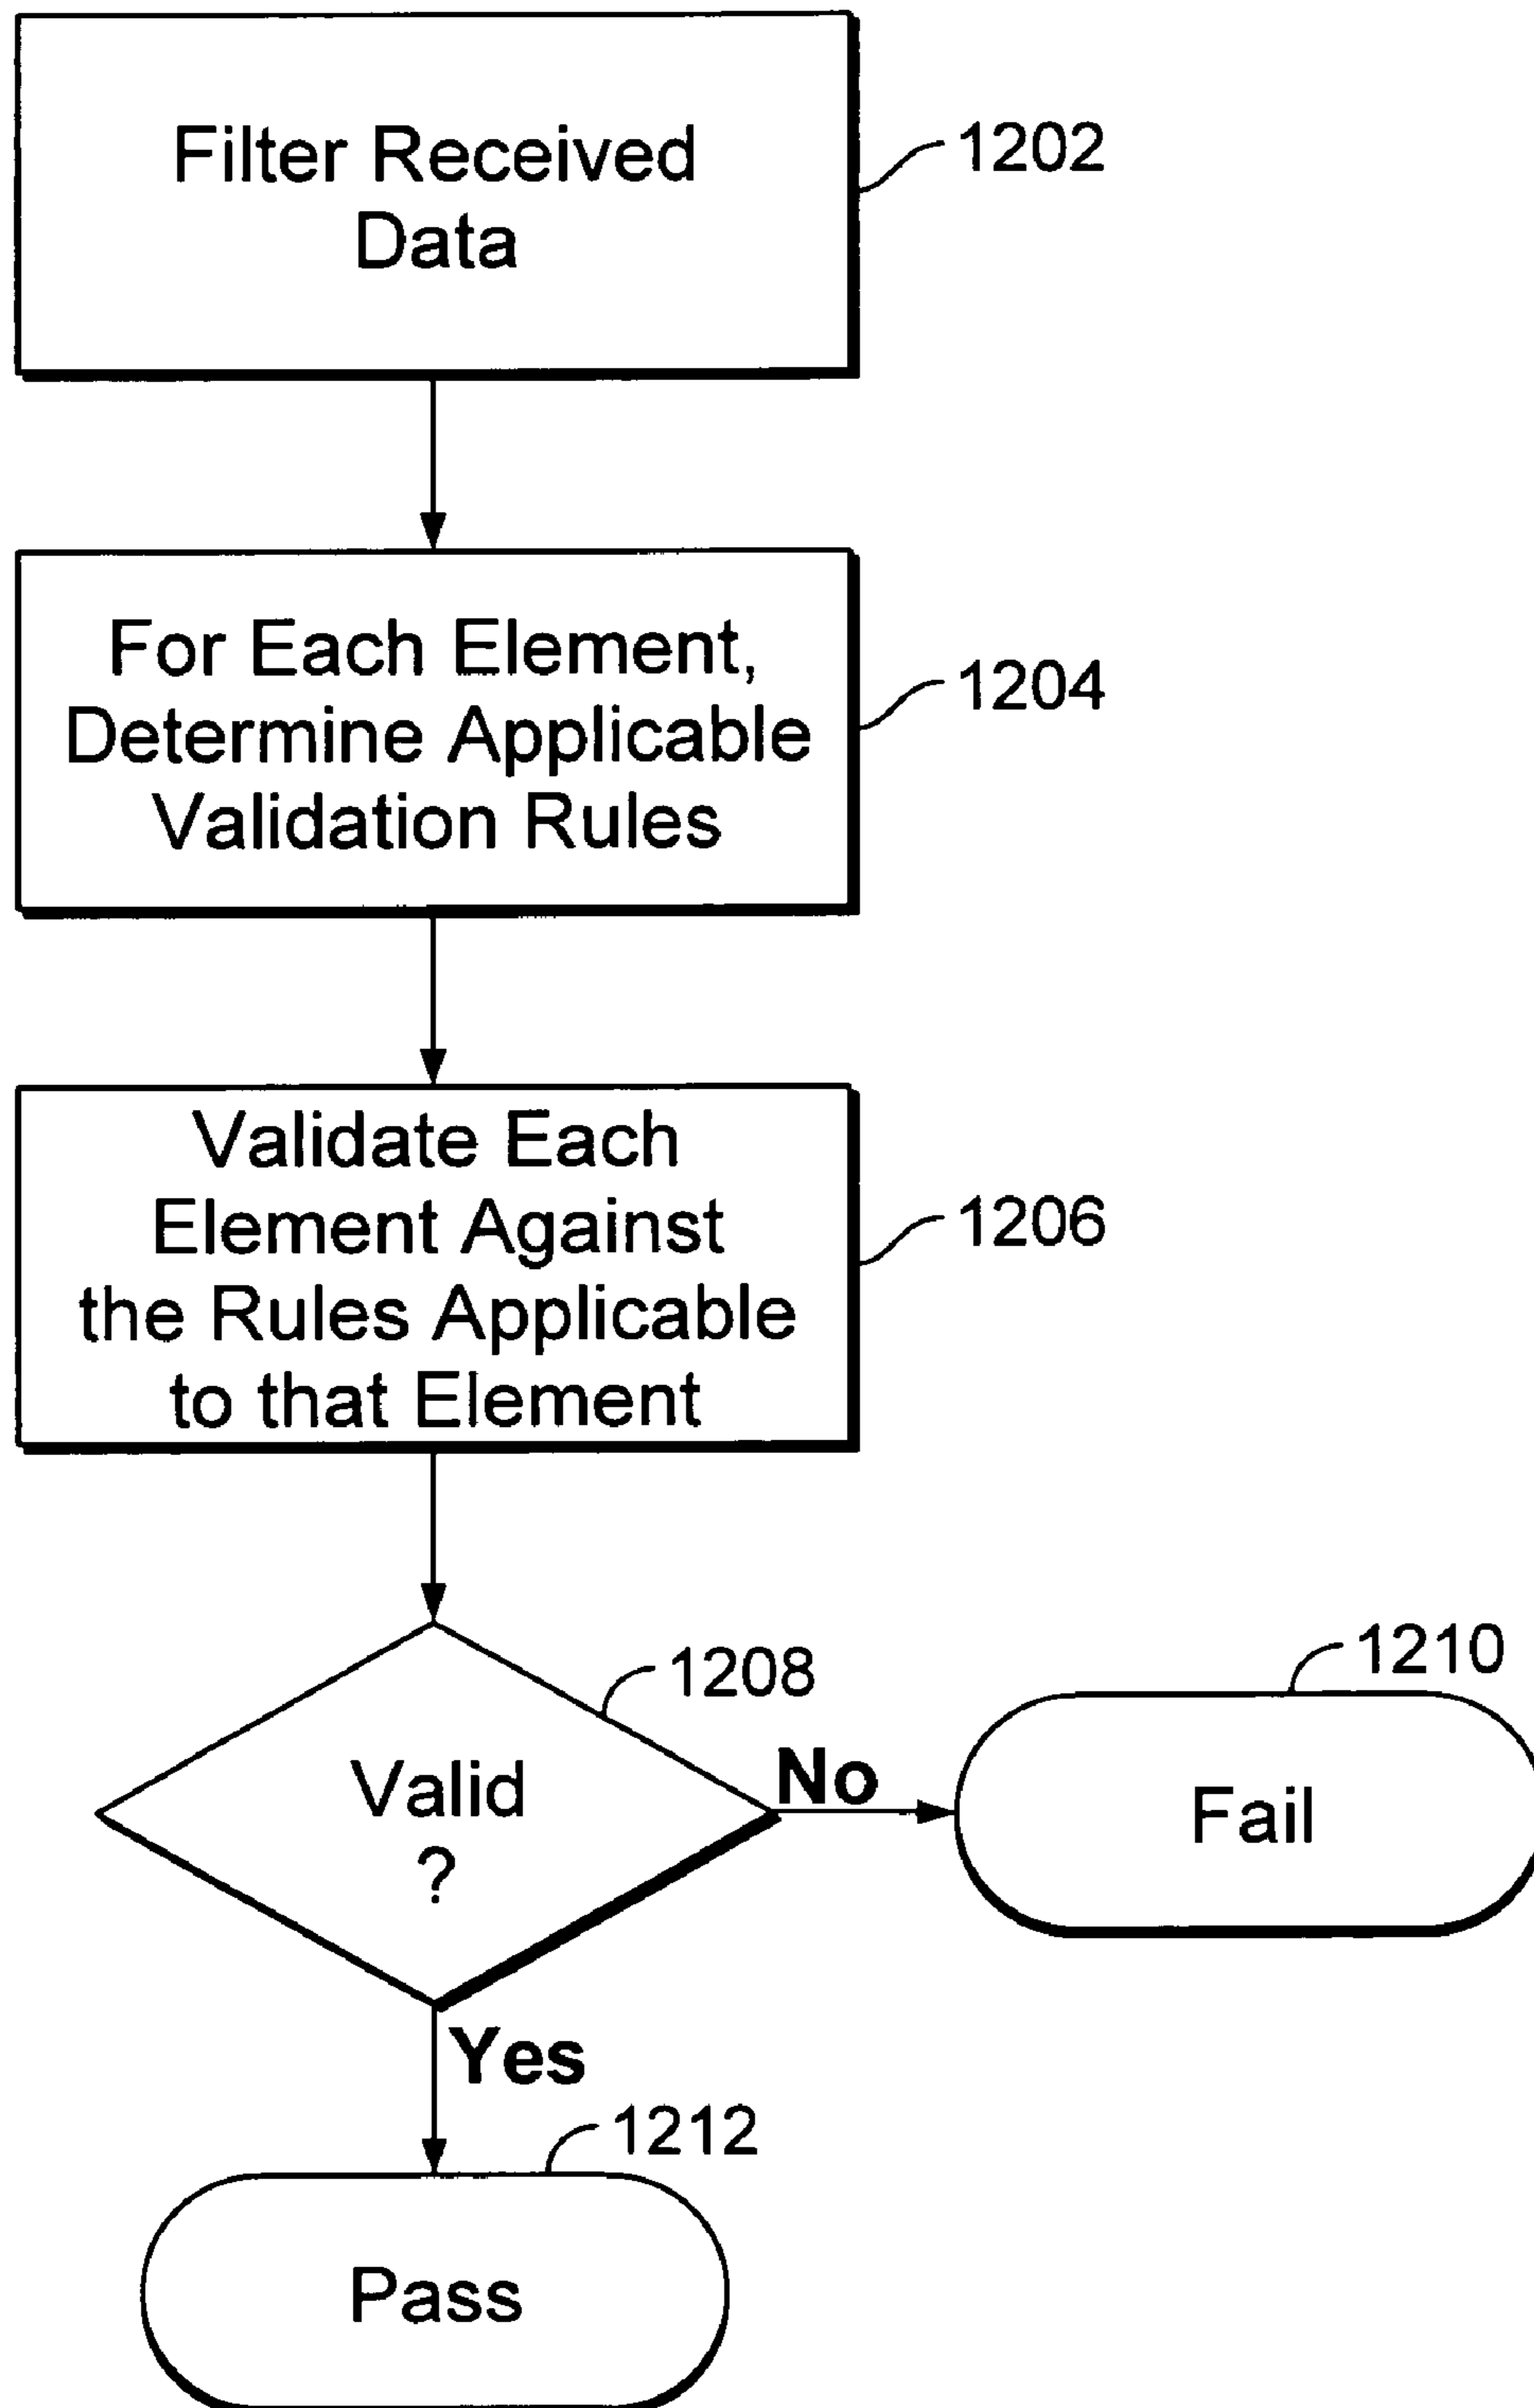 Filter Received
Data
1202
For Each Element,
Determine Applicable
Validation Rules
1204
Validate Each
Element Against
the Rules Applicable
to that Element
1206
1208
Valid
?
No
1210
Fail
Yes
1212
Pass